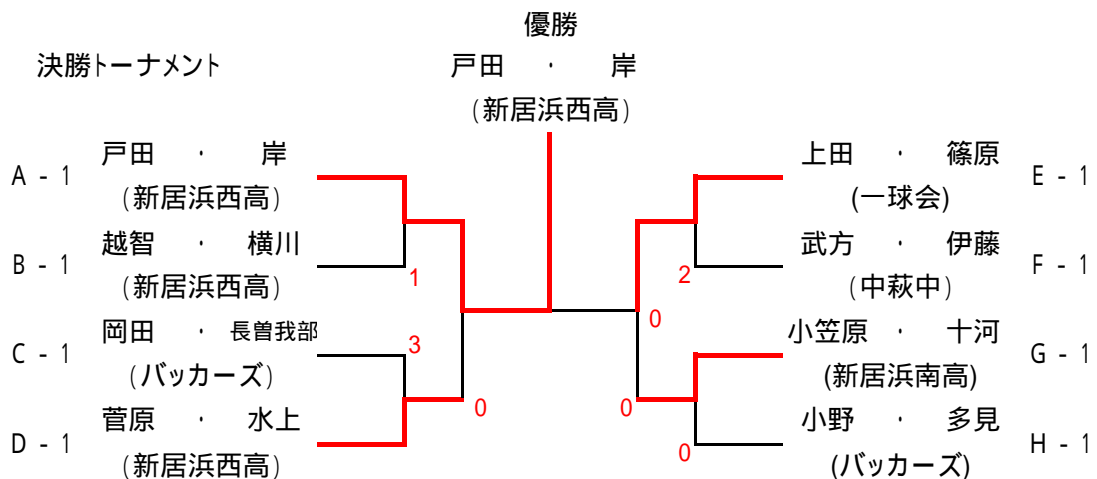 優勝
決勝トーナメント
戸田 ・ 岸
(新居浜西高)
A - 1
戸田 ・ 岸
(新居浜西高)
B - 1
越智 ・ 横川
(新居浜西高)
1
C - 1
岡田 ・ 長曽我部
(バッカーズ)
3
D - 1
菅原 ・ 水上
(新居浜西高)
0
上田 ・ 篠原
(一球会)
E - 1
武方 ・ 伊藤
(中萩中)
F - 1
2
0
小笠原 ・ 十河
(新居浜南高)
G - 1
0
小野 ・ 多見
(バッカーズ)
H - 1
0